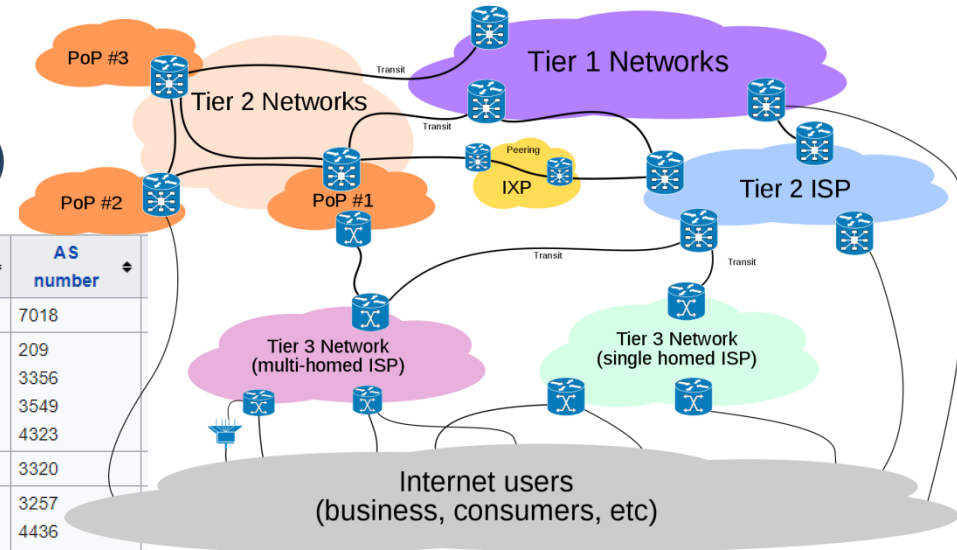 PoP #3
Transit
Tier 1 Networks
Tier 2 Networks
Transit
Peering
IXP
PoP #2
PoP #1
Tier 2 ISP
AS
number
7018
209
3356
3549
4323
3320
3257
4436
Transit
Transit
Tier 3 Network
(multi-homed ISP)
Tier 3 Network
(single homed ISP)
Internet users
(business, consumers, etc)